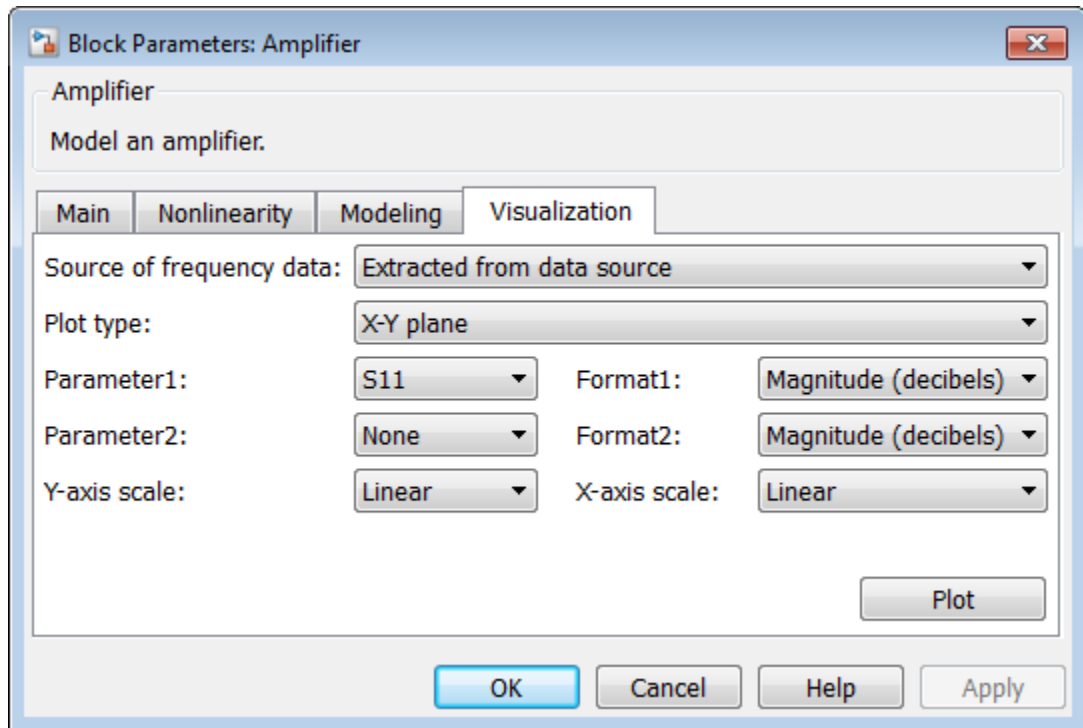 Block Parameters: Amplifier
Amplifier
Model an amplifier.
Main Nonlinearity Modeling Visualization
Source of frequency data: Extracted from data source
Plot type: X-Y plane
Parameter1: S11 Format1: Magnitude (decibels)
Parameter2: None Format2: Magnitude (decibels)
Y-axis scale: Linear X-axis scale: Linear
Plot
OK Cancel Help Apply